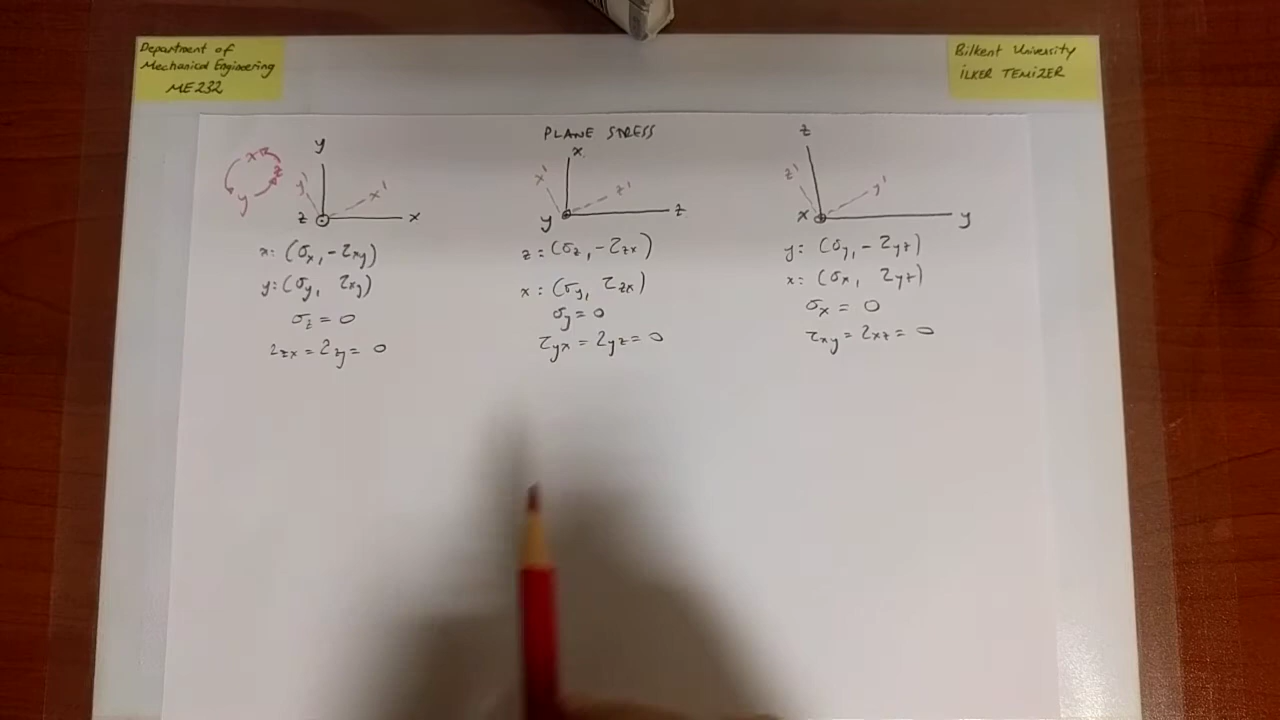 Department of
Mechanical Engineering
ME232
Bilkent University
İLKER TEMİZER
PLANE STRESS
x z y
y
y' x'
z x
x: (σx, -τxy)
y: (σy, τxy)
σz = 0
τzx = τzy = 0
x
x' z'
y z
z: (σz, -τzx)
x: (σy, τzx)
σy = 0
τyx = τyz = 0
z
z' y'
x y
y: (σy, -τyz)
x: (σx, τyz)
σx = 0
τxy = τxz = 0